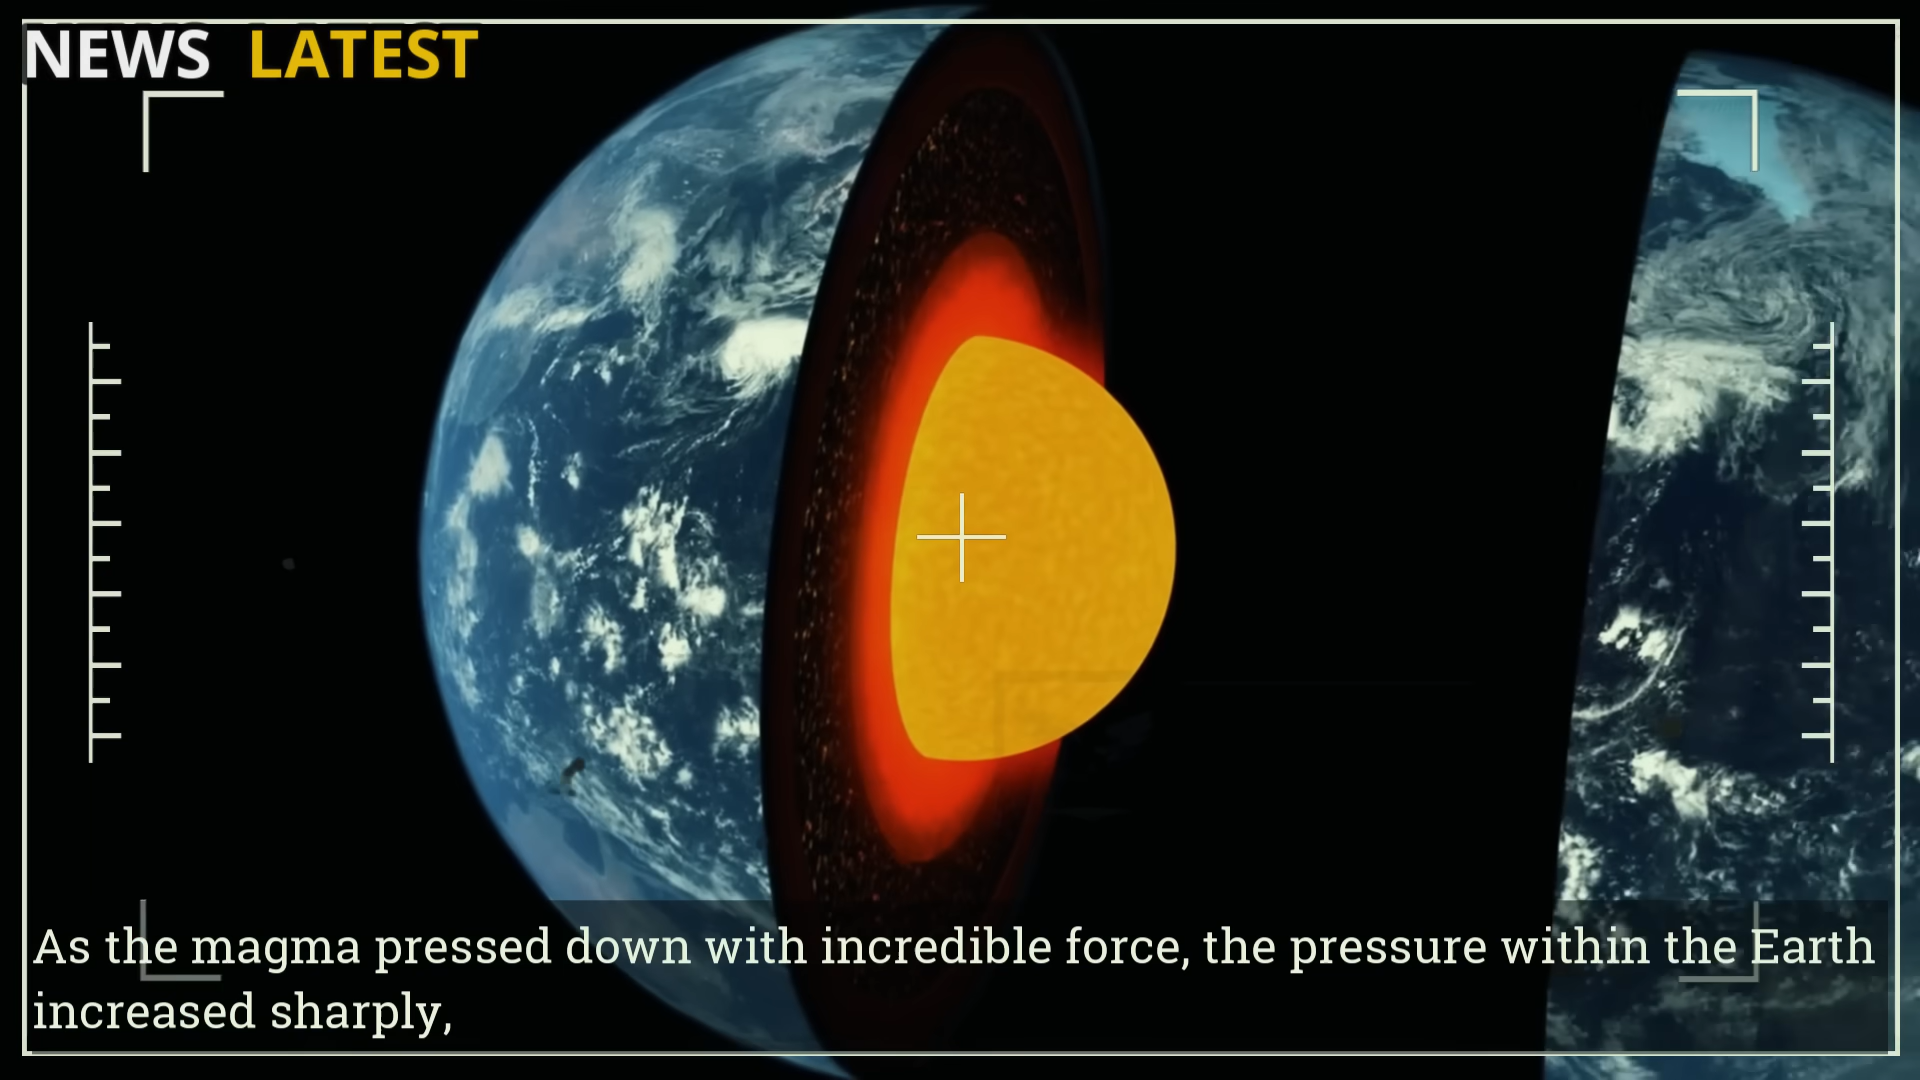 NEWS LATEST
As the magma pressed down with incredible force, the pressure within the Earth
increased sharply,